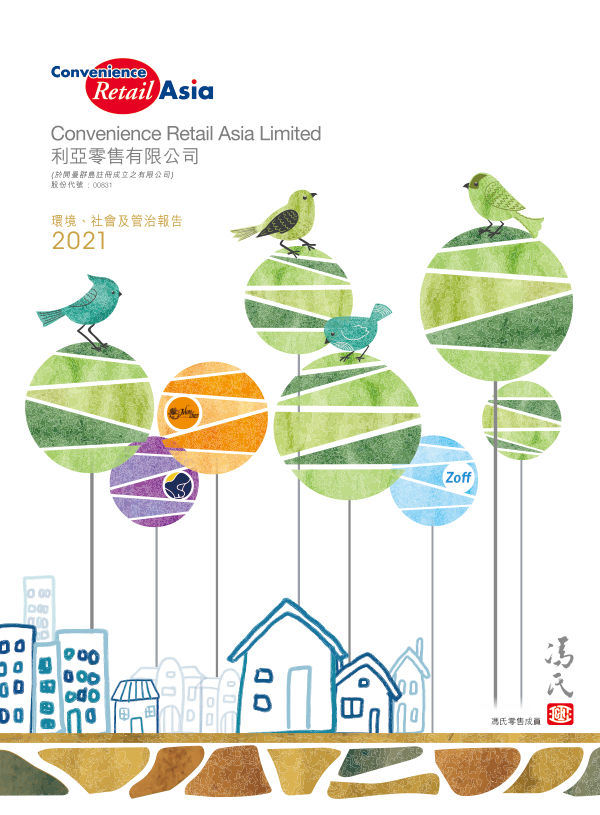 Convenience
Retail Asia
Convenience Retail Asia Limited
利亞零售有限公司
(於開曼群島註冊成立之有限公司)
股份代號：00831
環境、社會及管治報告
2021
Zoff
馮氏
馮氏零售成員